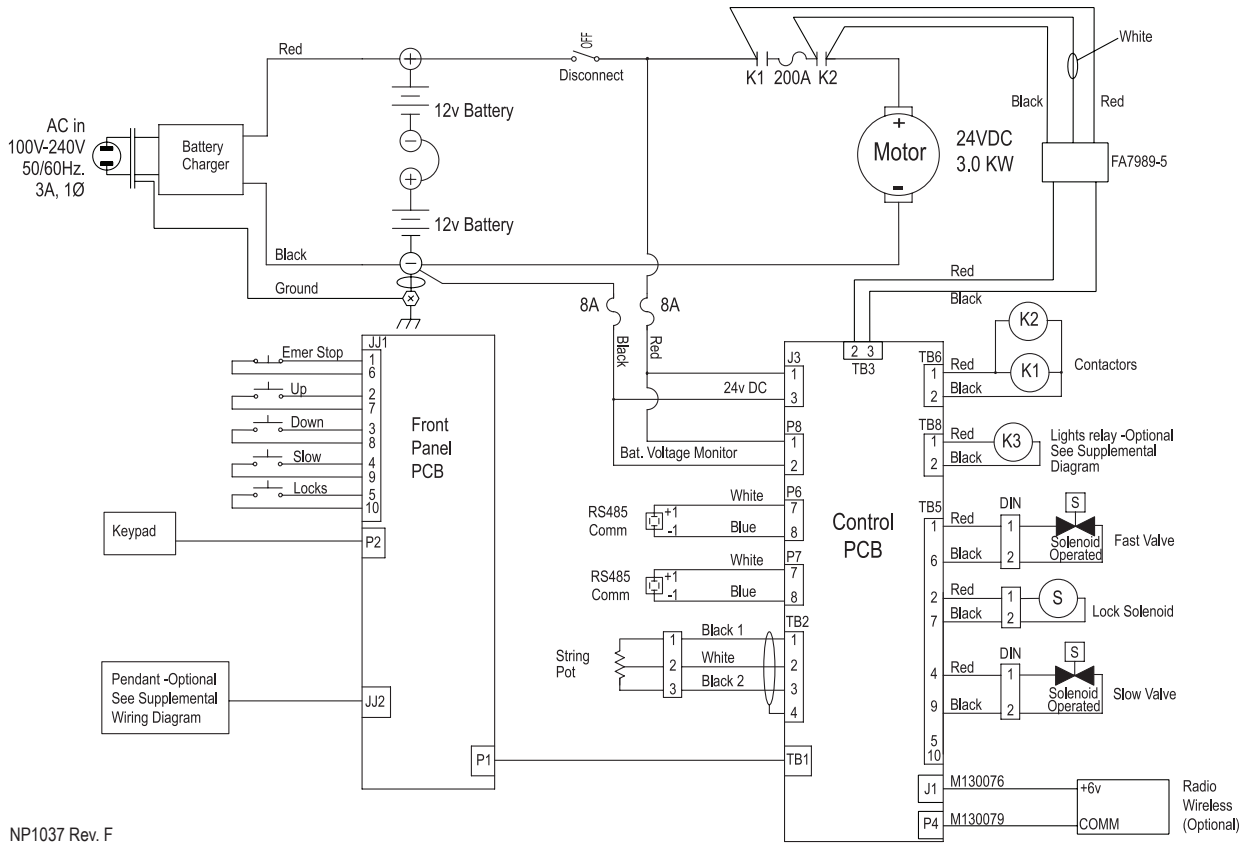 Red
OFF
Disconnect
K1 200A K2
White
Black
Red
12v Battery
AC in
100V-240V
50/60Hz.
3A, 1Ø
Battery
Charger
+
−
+
−
+
Motor
-
24VDC
3.0 KW
FA7989-5
12v Battery
Black
Ground
Red
Black
8A
8A
Black
Red
JJ1
Emer Stop
1
6
Up
2
7
Down
3
8
Slow
4
9
Locks
5
10
Front
Panel
PCB
Keypad
P2
Pendant -Optional
See Supplemental
Wiring Diagram
JJ2
P1
2 3
TB3
J3
1
24v DC
3
P8
1
Bat. Voltage Monitor
2
P6
RS485
Comm
+1
-1
White
7
Blue
8
P7
RS485
Comm
+1
-1
White
7
Blue
8
TB2
String
Pot
1
2
3
Black 1
White
Black 2
1
2
3
4
TB1
Control
PCB
TB6
1
2
Red
Black
K2
K1
Contactors
TB8
1
2
Red
Black
K3
Lights relay -Optional
See Supplemental
Diagram
TB5
DIN
1
Red
1
6
Black
2
S
Solenoid
Operated
Fast Valve
2
Red
1
7
Black
2
S
Lock Solenoid
DIN
4
Red
1
9
Black
2
S
Solenoid
Operated
Slow Valve
5
10
J1
M130076
+6v
P4
M130079
COMM
Radio
Wireless
(Optional)
NP1037 Rev. F